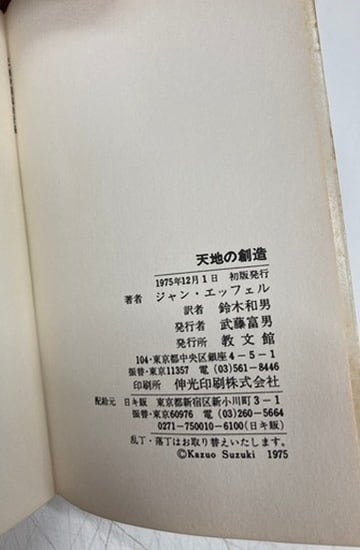 天地の創造
1975年12月1日 初版発行
著者 ジャン・エッフェル
訳者 鈴木和男
発行者 武藤富男
発行所 教文館
104・東京都中央区銀座4-5-1
振替・東京11357 電(03)561-8446
印刷所 伸光印刷株式会社
配給元 日キ販 東京都新宿区新小川町3-1
振替・東京60976 電(03)260-5664
0271-750010-6100(日キ販)
乱丁・落丁はお取り替えいたします。
©Kazuo Suzuki 1975